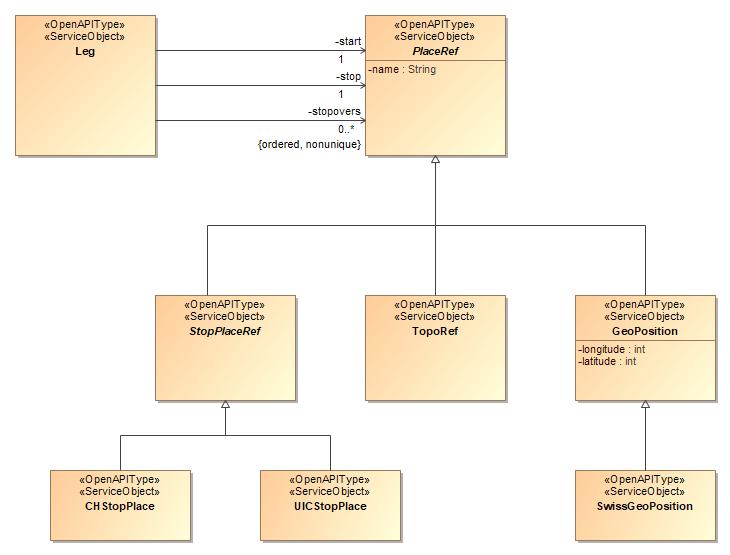 «OpenAPIType»
«ServiceObject»
Leg
-start
1
-stop
1
-stopovers
0..*
{ordered, nonunique}
«OpenAPIType»
«ServiceObject»
PlaceRef
-name : String
«OpenAPIType»
«ServiceObject»
StopPlaceRef
«OpenAPIType»
«ServiceObject»
TopoRef
«OpenAPIType»
«ServiceObject»
GeoPosition
-longitude : int
-latitude : int
«OpenAPIType»
«ServiceObject»
CHStopPlace
«OpenAPIType»
«ServiceObject»
UICStopPlace
«OpenAPIType»
«ServiceObject»
SwissGeoPosition